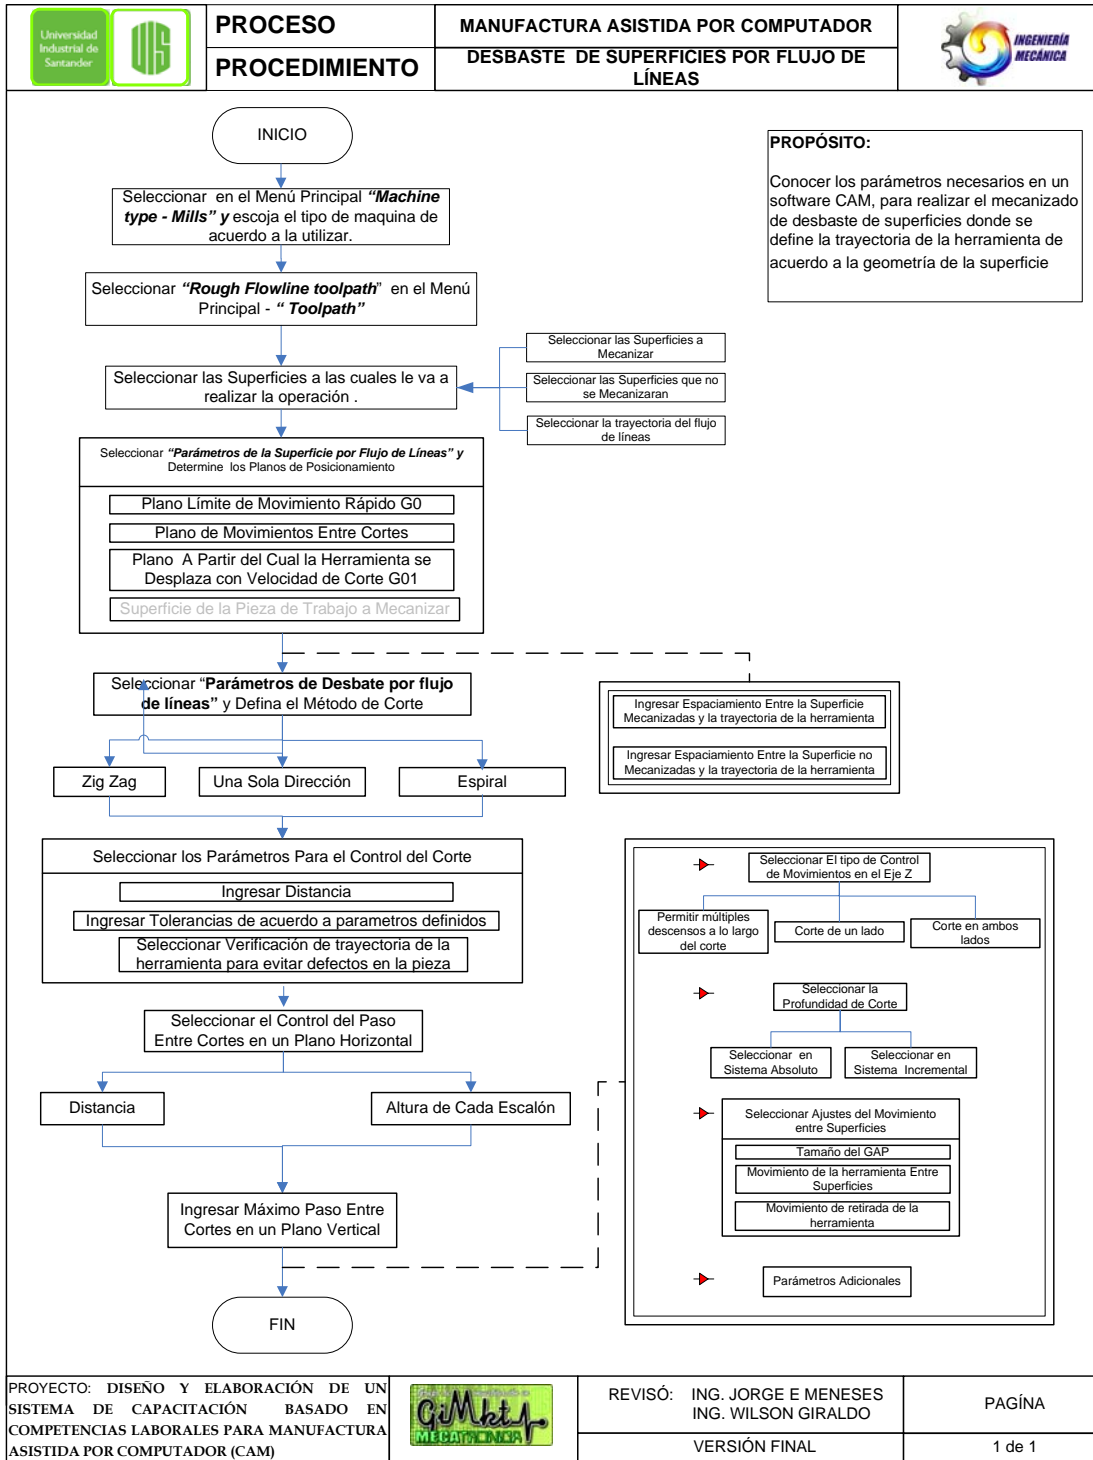 Universidad
Industrial de
Santander
UIS
PROCESO
MANUFACTURA ASISTIDA POR COMPUTADOR
PROCEDIMIENTO
DESBASTE DE SUPERFICIES POR FLUJO DE
LÍNEAS
INGENIERÍA
MECÁNICA
INICIO
PROPÓSITO:
Conocer los parámetros necesarios en un
software CAM, para realizar el mecanizado
de desbaste de superficies donde se
define la trayectoria de la herramienta de
acuerdo a la geometría de la superficie
Seleccionar en el Menú Principal “Machine
type - Mills” y escoja el tipo de maquina de
acuerdo a la utilizar.
Seleccionar “Rough Flowline toolpath” en el Menú
Principal - “ Toolpath”
Seleccionar las Superficies a las cuales le va a
realizar la operación .
Seleccionar las Superficies a
Mecanizar
Seleccionar las Superficies que no
se Mecanizaran
Seleccionar la trayectoria del flujo
de líneas
Seleccionar “Parámetros de la Superficie por Flujo de Líneas” y
Determine los Planos de Posicionamiento
Plano Límite de Movimiento Rápido G0
Plano de Movimientos Entre Cortes
Plano A Partir del Cual la Herramienta se
Desplaza con Velocidad de Corte G01
Superficie de la Pieza de Trabajo a Mecanizar
Seleccionar “Parámetros de Desbate por flujo
de líneas” y Defina el Método de Corte
Ingresar Espaciamiento Entre la Superficie
Mecanizadas y la trayectoria de la herramienta
Ingresar Espaciamiento Entre la Superficie no
Mecanizadas y la trayectoria de la herramienta
Zig Zag
Una Sola Dirección
Espiral
Seleccionar los Parámetros Para el Control del Corte
Ingresar Distancia
Ingresar Tolerancias de acuerdo a parametros definidos
Seleccionar Verificación de trayectoria de la
herramienta para evitar defectos en la pieza
Seleccionar el Control del Paso
Entre Cortes en un Plano Horizontal
Distancia
Altura de Cada Escalón
Ingresar Máximo Paso Entre
Cortes en un Plano Vertical
FIN
Seleccionar El tipo de Control
de Movimientos en el Eje Z
Permitir múltiples
descensos a lo largo
del corte
Corte de un lado
Corte en ambos
lados
Seleccionar la
Profundidad de Corte
Seleccionar en
Sistema Absoluto
Seleccionar en
Sistema Incremental
Seleccionar Ajustes del Movimiento
entre Superficies
Tamaño del GAP
Movimiento de la herramienta Entre
Superficies
Movimiento de retirada de la
herramienta
Parámetros Adicionales
PROYECTO: DISEÑO Y ELABORACIÓN DE UN
SISTEMA DE CAPACITACIÓN BASADO EN
COMPETENCIAS LABORALES PARA MANUFACTURA
ASISTIDA POR COMPUTADOR (CAM)
MECATRONICA
REVISÓ: ING. JORGE E MENESES
ING. WILSON GIRALDO
VERSIÓN FINAL
PAGÍNA
1 de 1